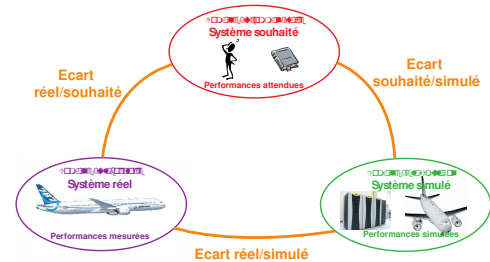 Système souhaité
Performances attendues
Ecart
réel/souhaité
Ecart
souhaité/simulé
Système réel
Performances mesurées
Système simulé
Performances simulées
Ecart réel/simulé